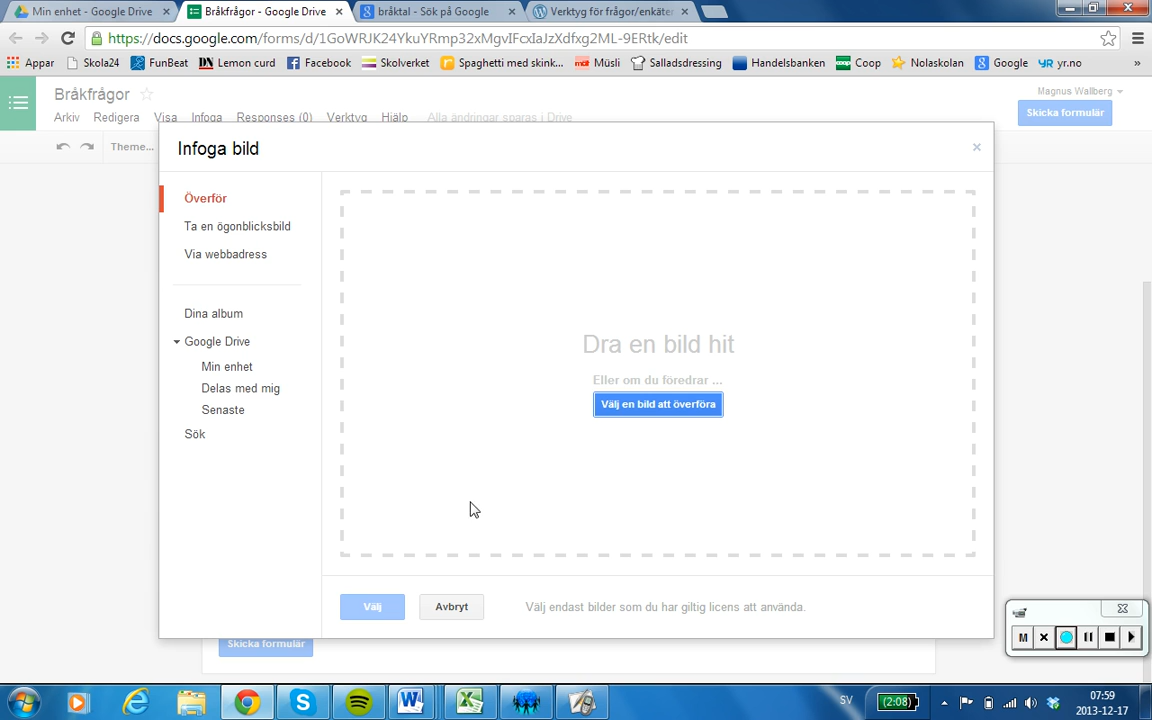 Min enhet - Google Drive
Bråkfrågor - Google Drive
bråktal - Sök på Google
Verktyg för frågor/enkäter
https://docs.google.com/forms/d/1GoWRJK24YkuYRmp32xMgvIFcxIaJzXdfxg2ML-9ERtk/edit
Appar Skola24 FunBeat DN Lemon curd Facebook Skolverket Spaghetti med skink... mat Müsli Salladsdressing Handelsbanken coop Coop Nolaskolan Google YR yr.no »
Bråkfrågor
Magnus Wallberg
Arkiv Redigera Visa Infoga Responses (0) Verktyg Hjälp Alla ändringar sparas i Drive
Skicka formulär
Theme...
Infoga bild
Överför
Ta en ögonblicksbild
Via webbadress
Dina album
Google Drive
Min enhet
Delas med mig
Senaste
Sök
Dra en bild hit
Eller om du föredrar ...
Välj en bild att överföra
Välj
Avbryt
Välj endast bilder som du har giltig licens att använda.
Skicka formulär
M
SV
(2:08)
07:59
2013-12-17